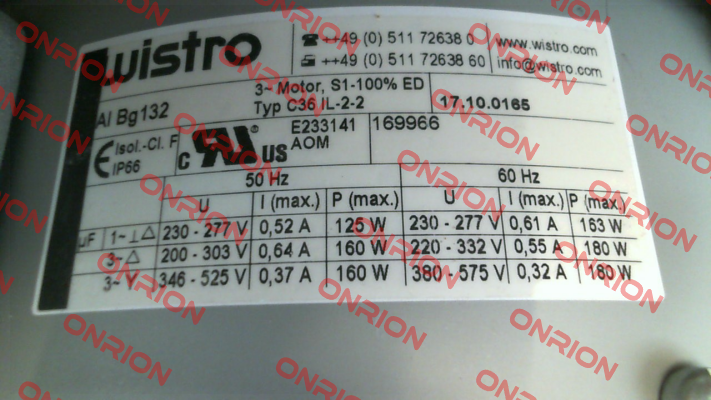 wistro
☎ ++49 (0) 511 72638 0
++49 (0) 511 72638 60
www.wistro.com
info@wistro.com
AI Bg132
3~ Motor, S1-100% ED
Typ C36 IL-2-2
17.10.0165
CE Isol.-Cl. F
IP66
c RU ® US
E233141
AOM
169966
50 Hz 60 Hz
U I (max.) P (max.) U I (max.) P (max.)
µF 1~ ⊥ △ 230 - 277 V 0,52 A 125 W 230 - 277 V 0,61 A 163 W
3~ △ 200 - 303 V 0,64 A 160 W 220 - 332 V 0,55 A 180 W
3~ Y 346 - 525 V 0,37 A 160 W 380 - 575 V 0,32 A 180 W
ONRION